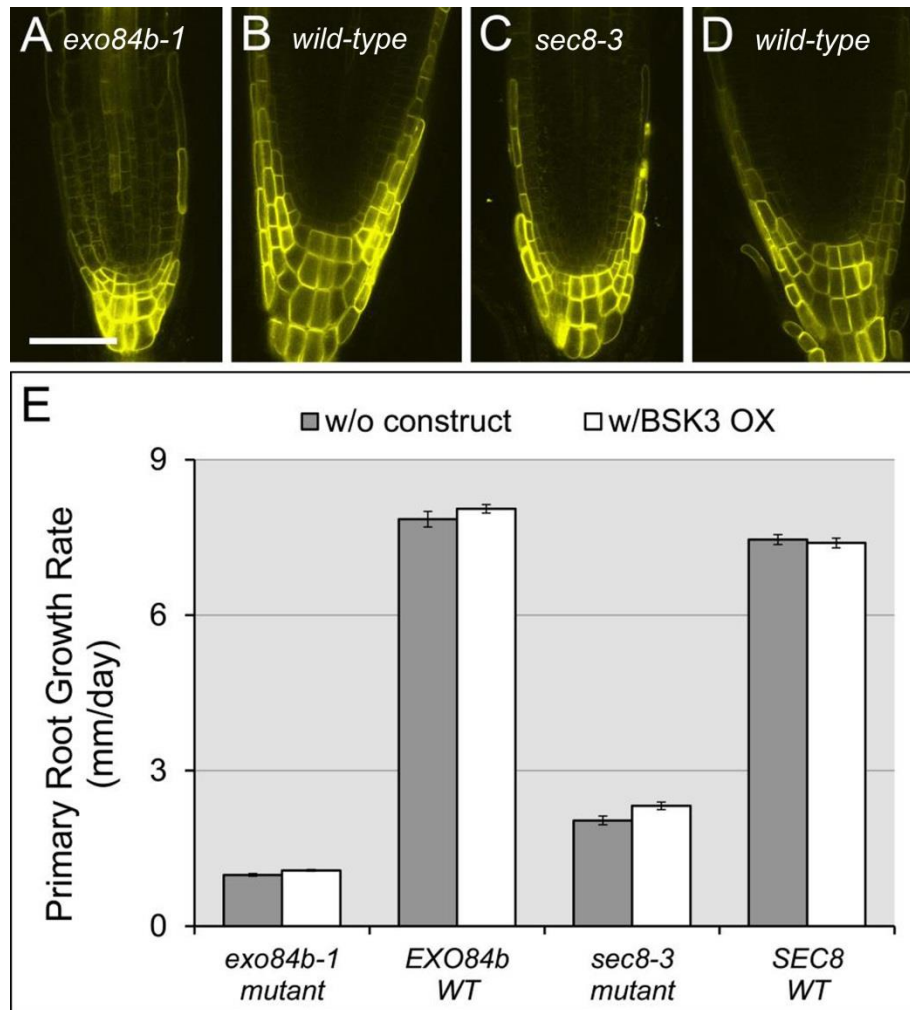 A exo84b-1
B wild-type
C sec8-3
D wild-type
E
w/o construct
w/BSK3 OX
Primary Root Growth Rate
(mm/day)
9
6
3
0
exo84b-1
mutant
EXO84b
WT
sec8-3
mutant
SEC8
WT